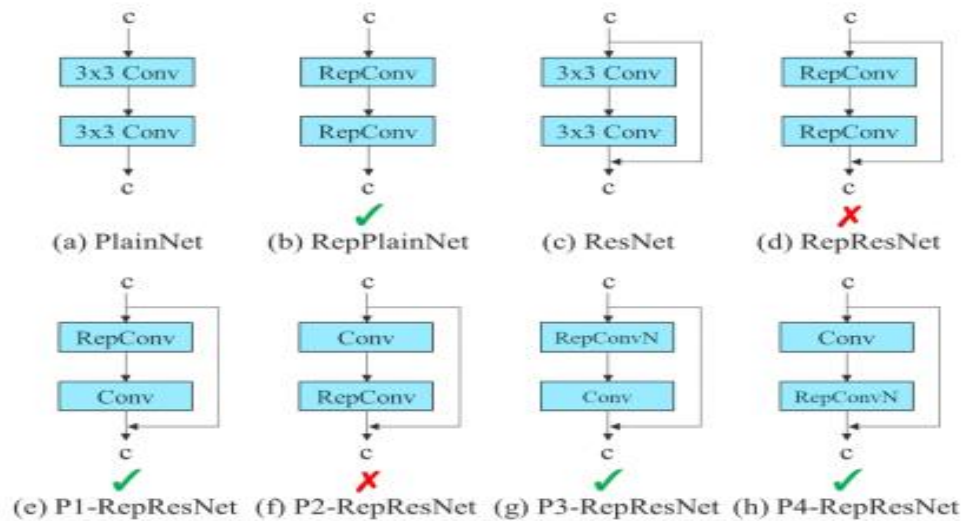 c c c c
3x3 Conv RepConv 3x3 Conv RepConv
3x3 Conv RepConv 3x3 Conv RepConv
c c c c
(a) PlainNet (b) RepPlainNet (c) ResNet (d) RepResNet
c c c c
RepConv Conv RepConvN Conv
Conv RepConv Conv RepConvN
c c c c
(e) P1-RepResNet (f) P2-RepResNet (g) P3-RepResNet (h) P4-RepResNet